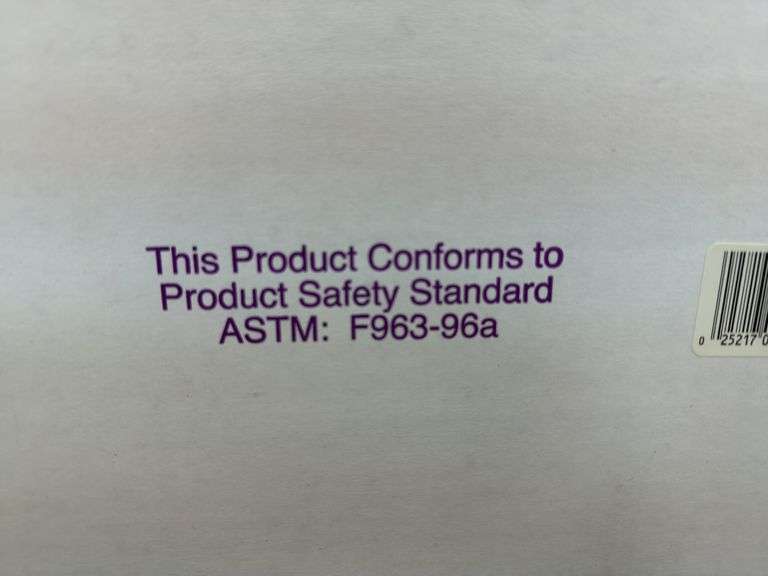 This Product Conforms to
Product Safety Standard
ASTM: F963-96a
0 25217 0